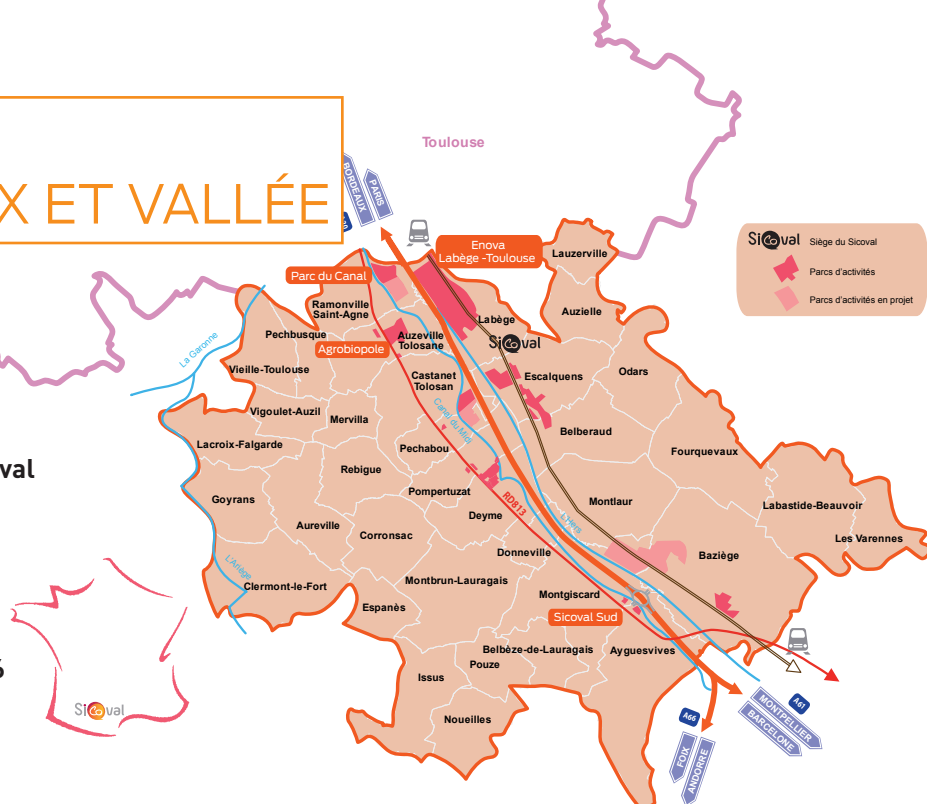 X ET VALLÉE
Toulouse
BORDEAUX
PARIS
Enova
Labège -Toulouse
Parc du Canal
Agrobiopole
Sicoval Sud
Sicoval Siège du Sicoval
Parcs d'activités
Parcs d'activités en projet
Lauzerville
Auzielle
Ramonville
Saint-Agne
Labège
Sicoval
Pechbusque
Auzeville
Tolosane
La Garonne
Vieille-Toulouse
Castanet
Tolosan
Escalquens
Odars
Vigoulet-Auzil
Mervilla
Canal du Midi
Belberaud
Lacroix-Falgarde
Pechabou
Fourquevaux
val
Rebigue
Goyrans
Pompertuzat
RD813
Montlaur
Labastide-Beauvoir
Aureville
Deyme
L'Hers
Corronsac
Les Varennes
Donneville
Baziège
L'Ariège
Clermont-le-Fort
Montbrun-Lauragais
Montgiscard
Espanès
Belbèze-de-Lauragais
Ayguesvives
Pouze
Issus
Noueilles
Sicoval
A61
MONTPELLIER
BARCELONE
A66
FOIX
ANDORRE